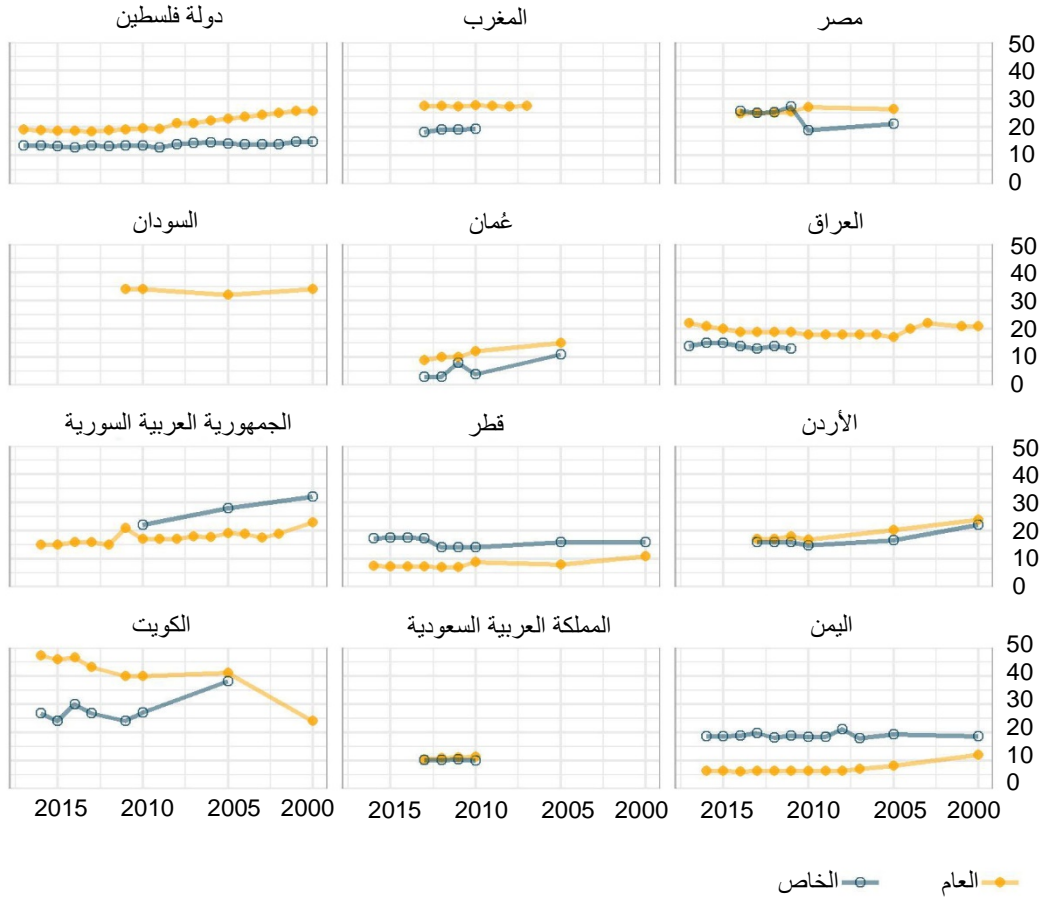 مصر
المغرب
دولة فلسطين
50
40
30
20
10
0
العراق
عُمان
السودان
50
40
30
20
10
0
الأردن
قطر
الجمهورية العربية السورية
50
40
30
20
10
0
اليمن
المملكة العربية السعودية
الكويت
50
40
30
20
10
0
2015 2010 2005 2000 2015 2010 2005 2000 2015 2010 2005 2000
العام الخاص